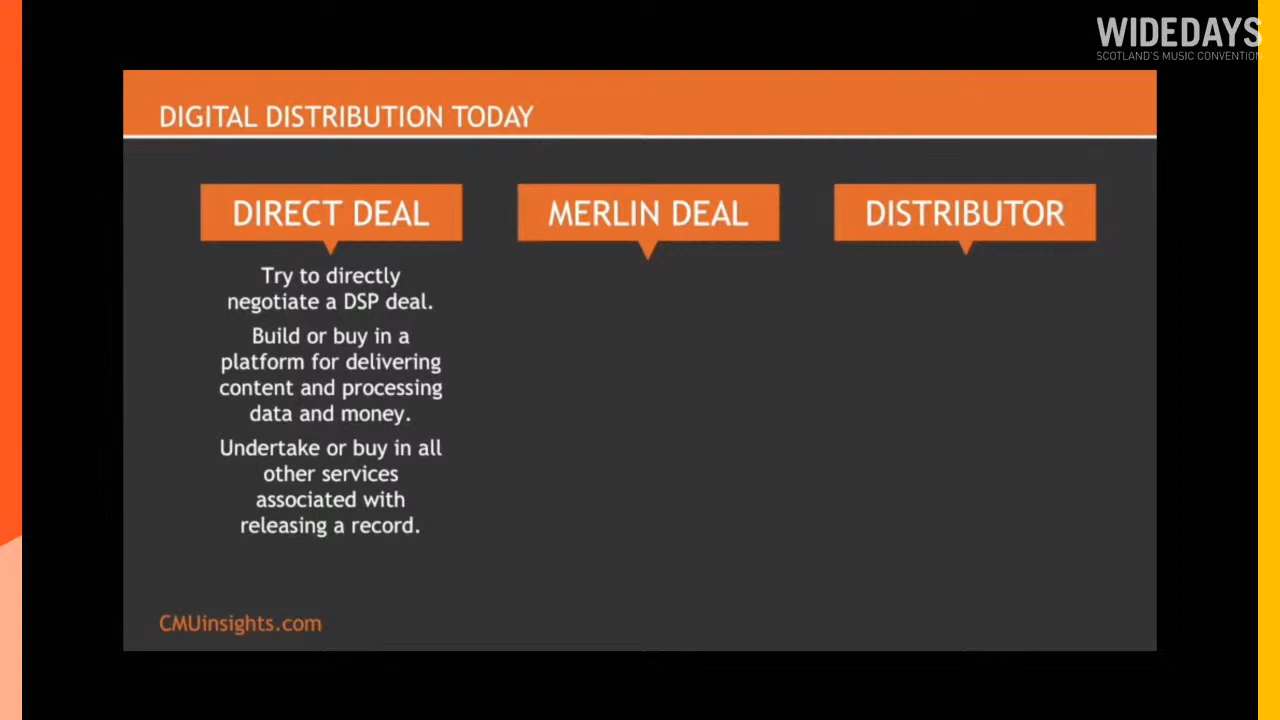 WIDEDAYS
SCOTLAND'S MUSIC CONVENTION
DIGITAL DISTRIBUTION TODAY
DIRECT DEAL
Try to directly
negotiate a DSP deal.
Build or buy in a
platform for delivering
content and processing
data and money.
Undertake or buy in all
other services
associated with
releasing a record.
MERLIN DEAL
DISTRIBUTOR
CMUinsights.com